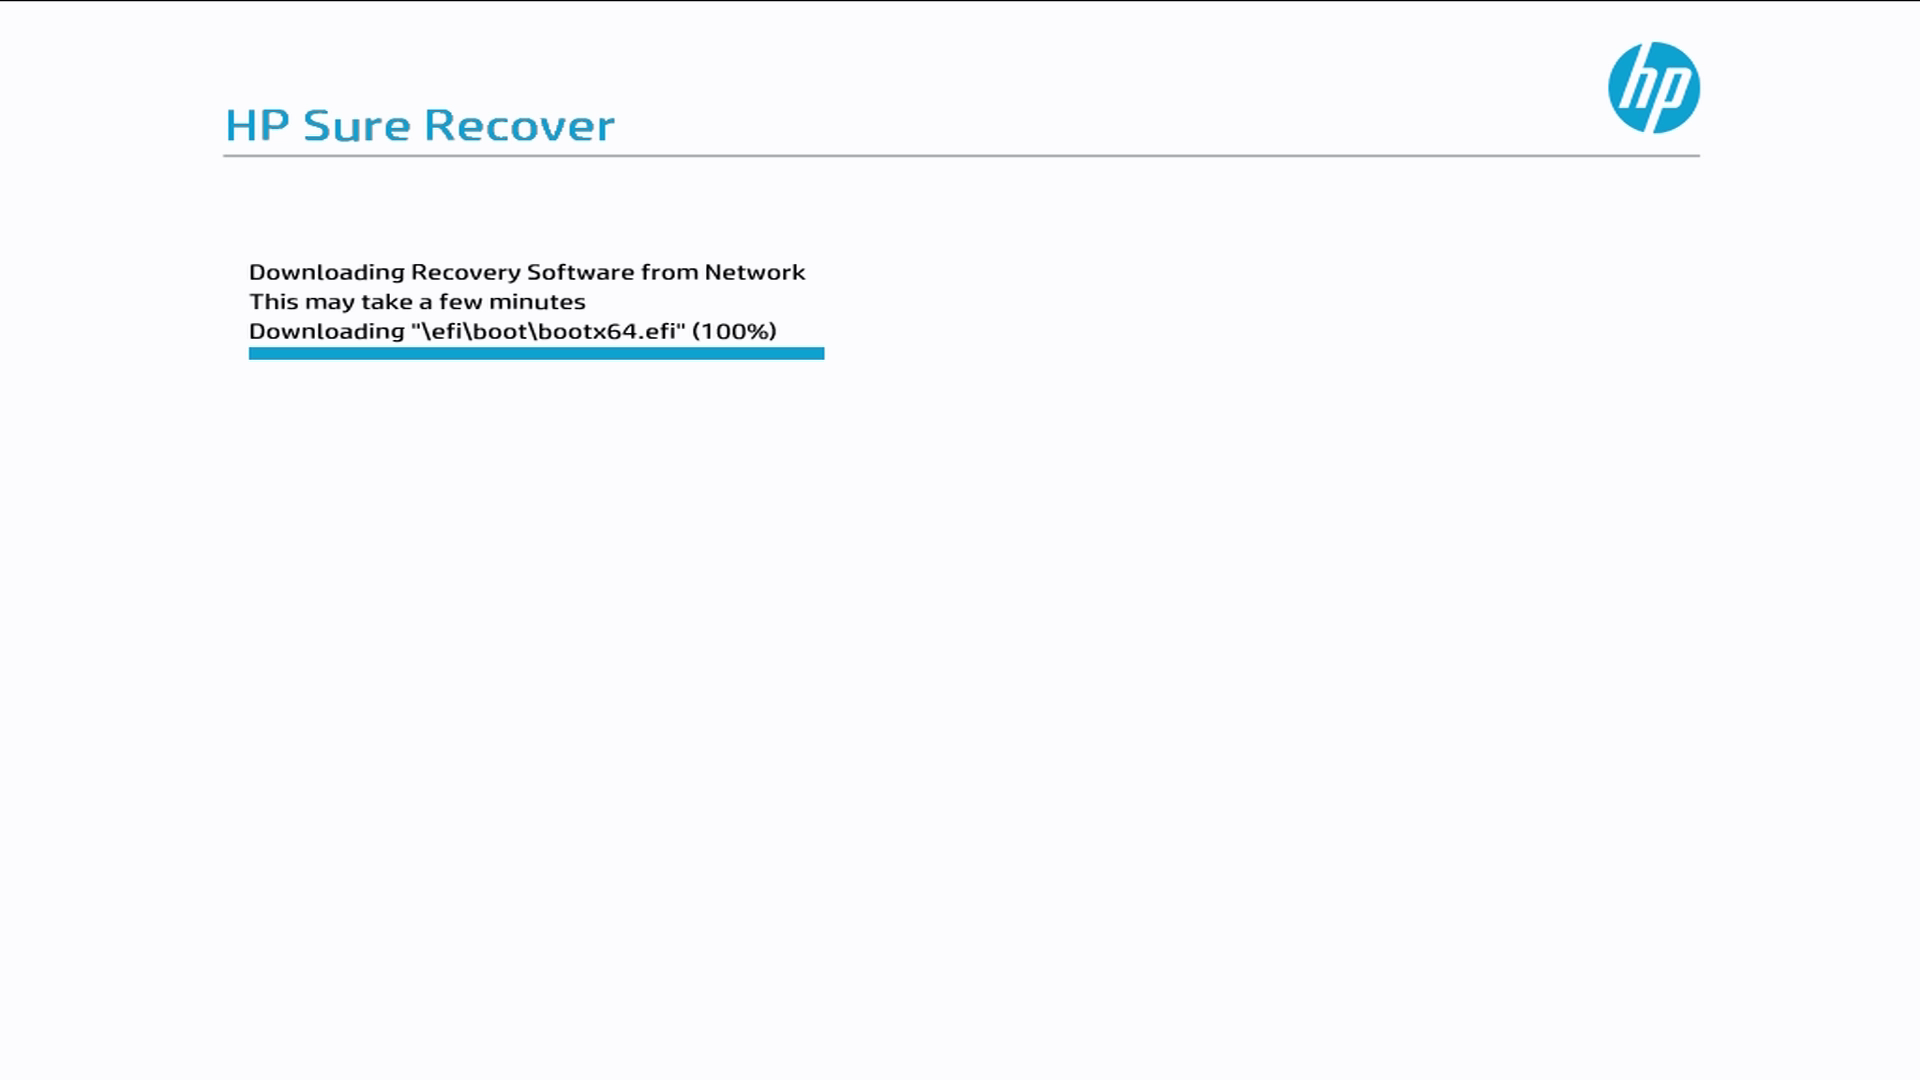 hp
HP Sure Recover
Downloading Recovery Software from Network
This may take a few minutes
Downloading "\efi\boot\bootx64.efi" (100%)